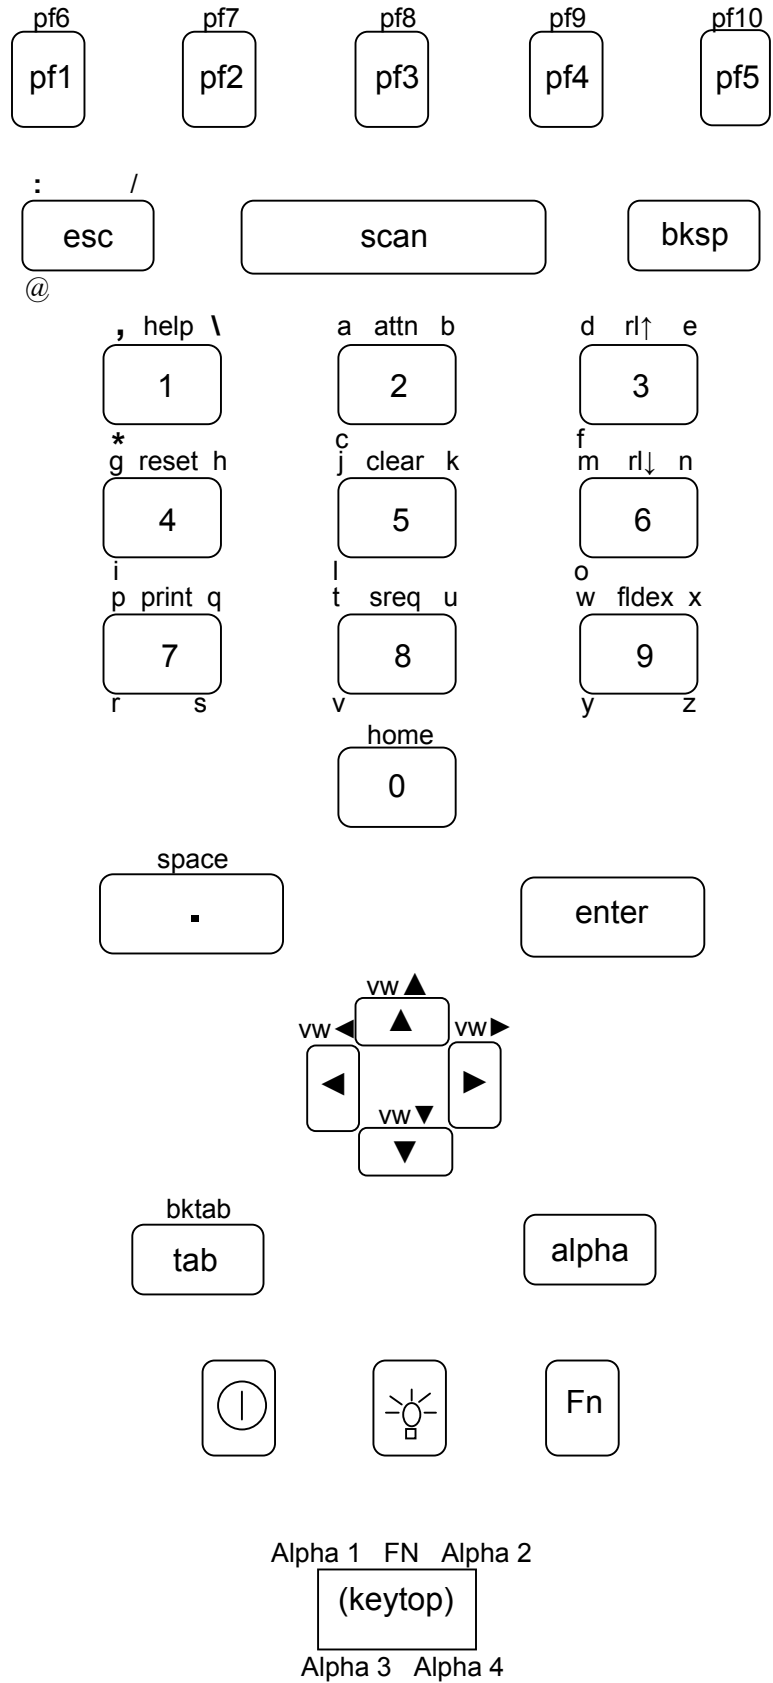 pf6 pf7 pf8 pf9 pf10
pf1 pf2 pf3 pf4 pf5
: /
esc scan bksp
@
, help \ a attn b d rl↑ e
1 2 3
* c f
g reset h j clear k m rl↓ n
4 5 6
i l o
p print q t sreq u w fldex x
7 8 9
r s v y z
home
0
space
. enter
vw ▲
▲
vw ◄ vw ►
◄ ►
vw ▼
▼
bktab
tab alpha
Fn
Alpha 1 FN Alpha 2
(keytop)
Alpha 3 Alpha 4